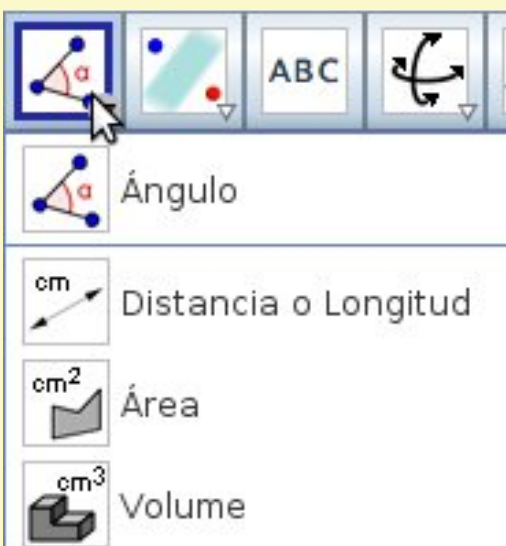 α
ABC
α
Ángulo
cm
Distancia o Longitud
cm²
Área
cm³
Volume